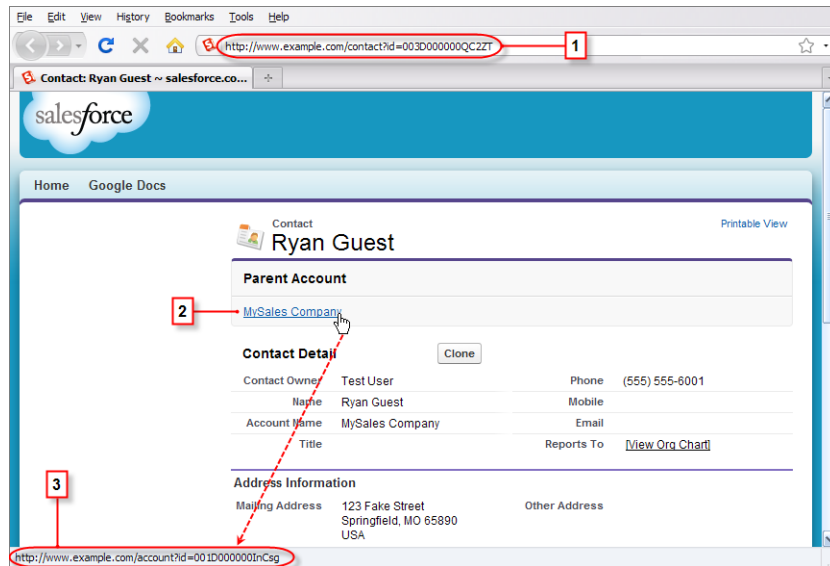 File Edit View History Bookmarks Tools Help
http://www.example.com/contact?id=003D000000QC2ZT
1
Contact: Ryan Guest ~ salesforce.co...
salesforce
Home Google Docs
Contact
Ryan Guest
Printable View
Parent Account
2
MySales Company
Contact Detail
Clone
Contact Owner Test User Phone (555) 555-6001
Name Ryan Guest Mobile
Account Name MySales Company Email
Title Reports To [View Org Chart]
3
Address Information
Mailing Address 123 Fake Street Other Address
Springfield, MO 65890
USA
http://www.example.com/account?id=001D000000InCsg